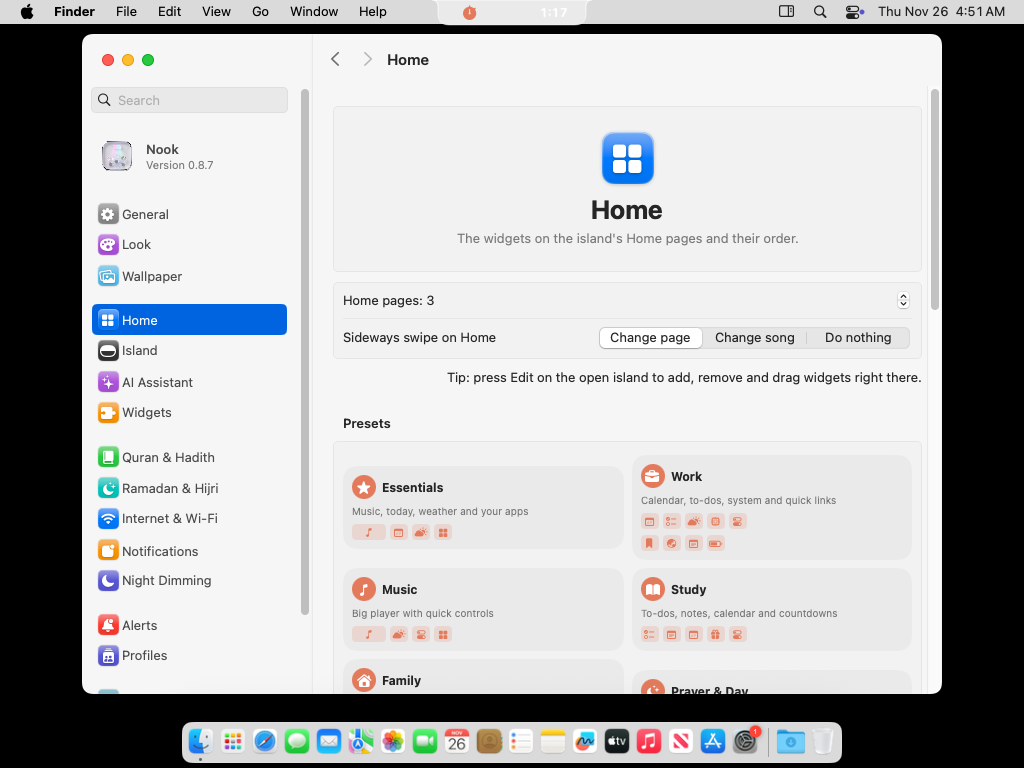 Finder File Edit View Go Window Help 1:17 Thu Nov 26 4:51 AM
Home
Search
Nook
Version 0.8.7
General
Look
Wallpaper
Home
Island
AI Assistant
Widgets
Quran & Hadith
Ramadan & Hijri
Internet & Wi-Fi
Notifications
Night Dimming
Alerts
Profiles
Home
The widgets on the island's Home pages and their order.
Home pages: 3
Sideways swipe on Home Change page Change song Do nothing
Tip: press Edit on the open island to add, remove and drag widgets right there.
Presets
Essentials
Music, today, weather and your apps
Work
Calendar, to-dos, system and quick links
Music
Big player with quick controls
Study
To-dos, notes, calendar and countdowns
Family
Prayer & Day
NOV
26
tv
1